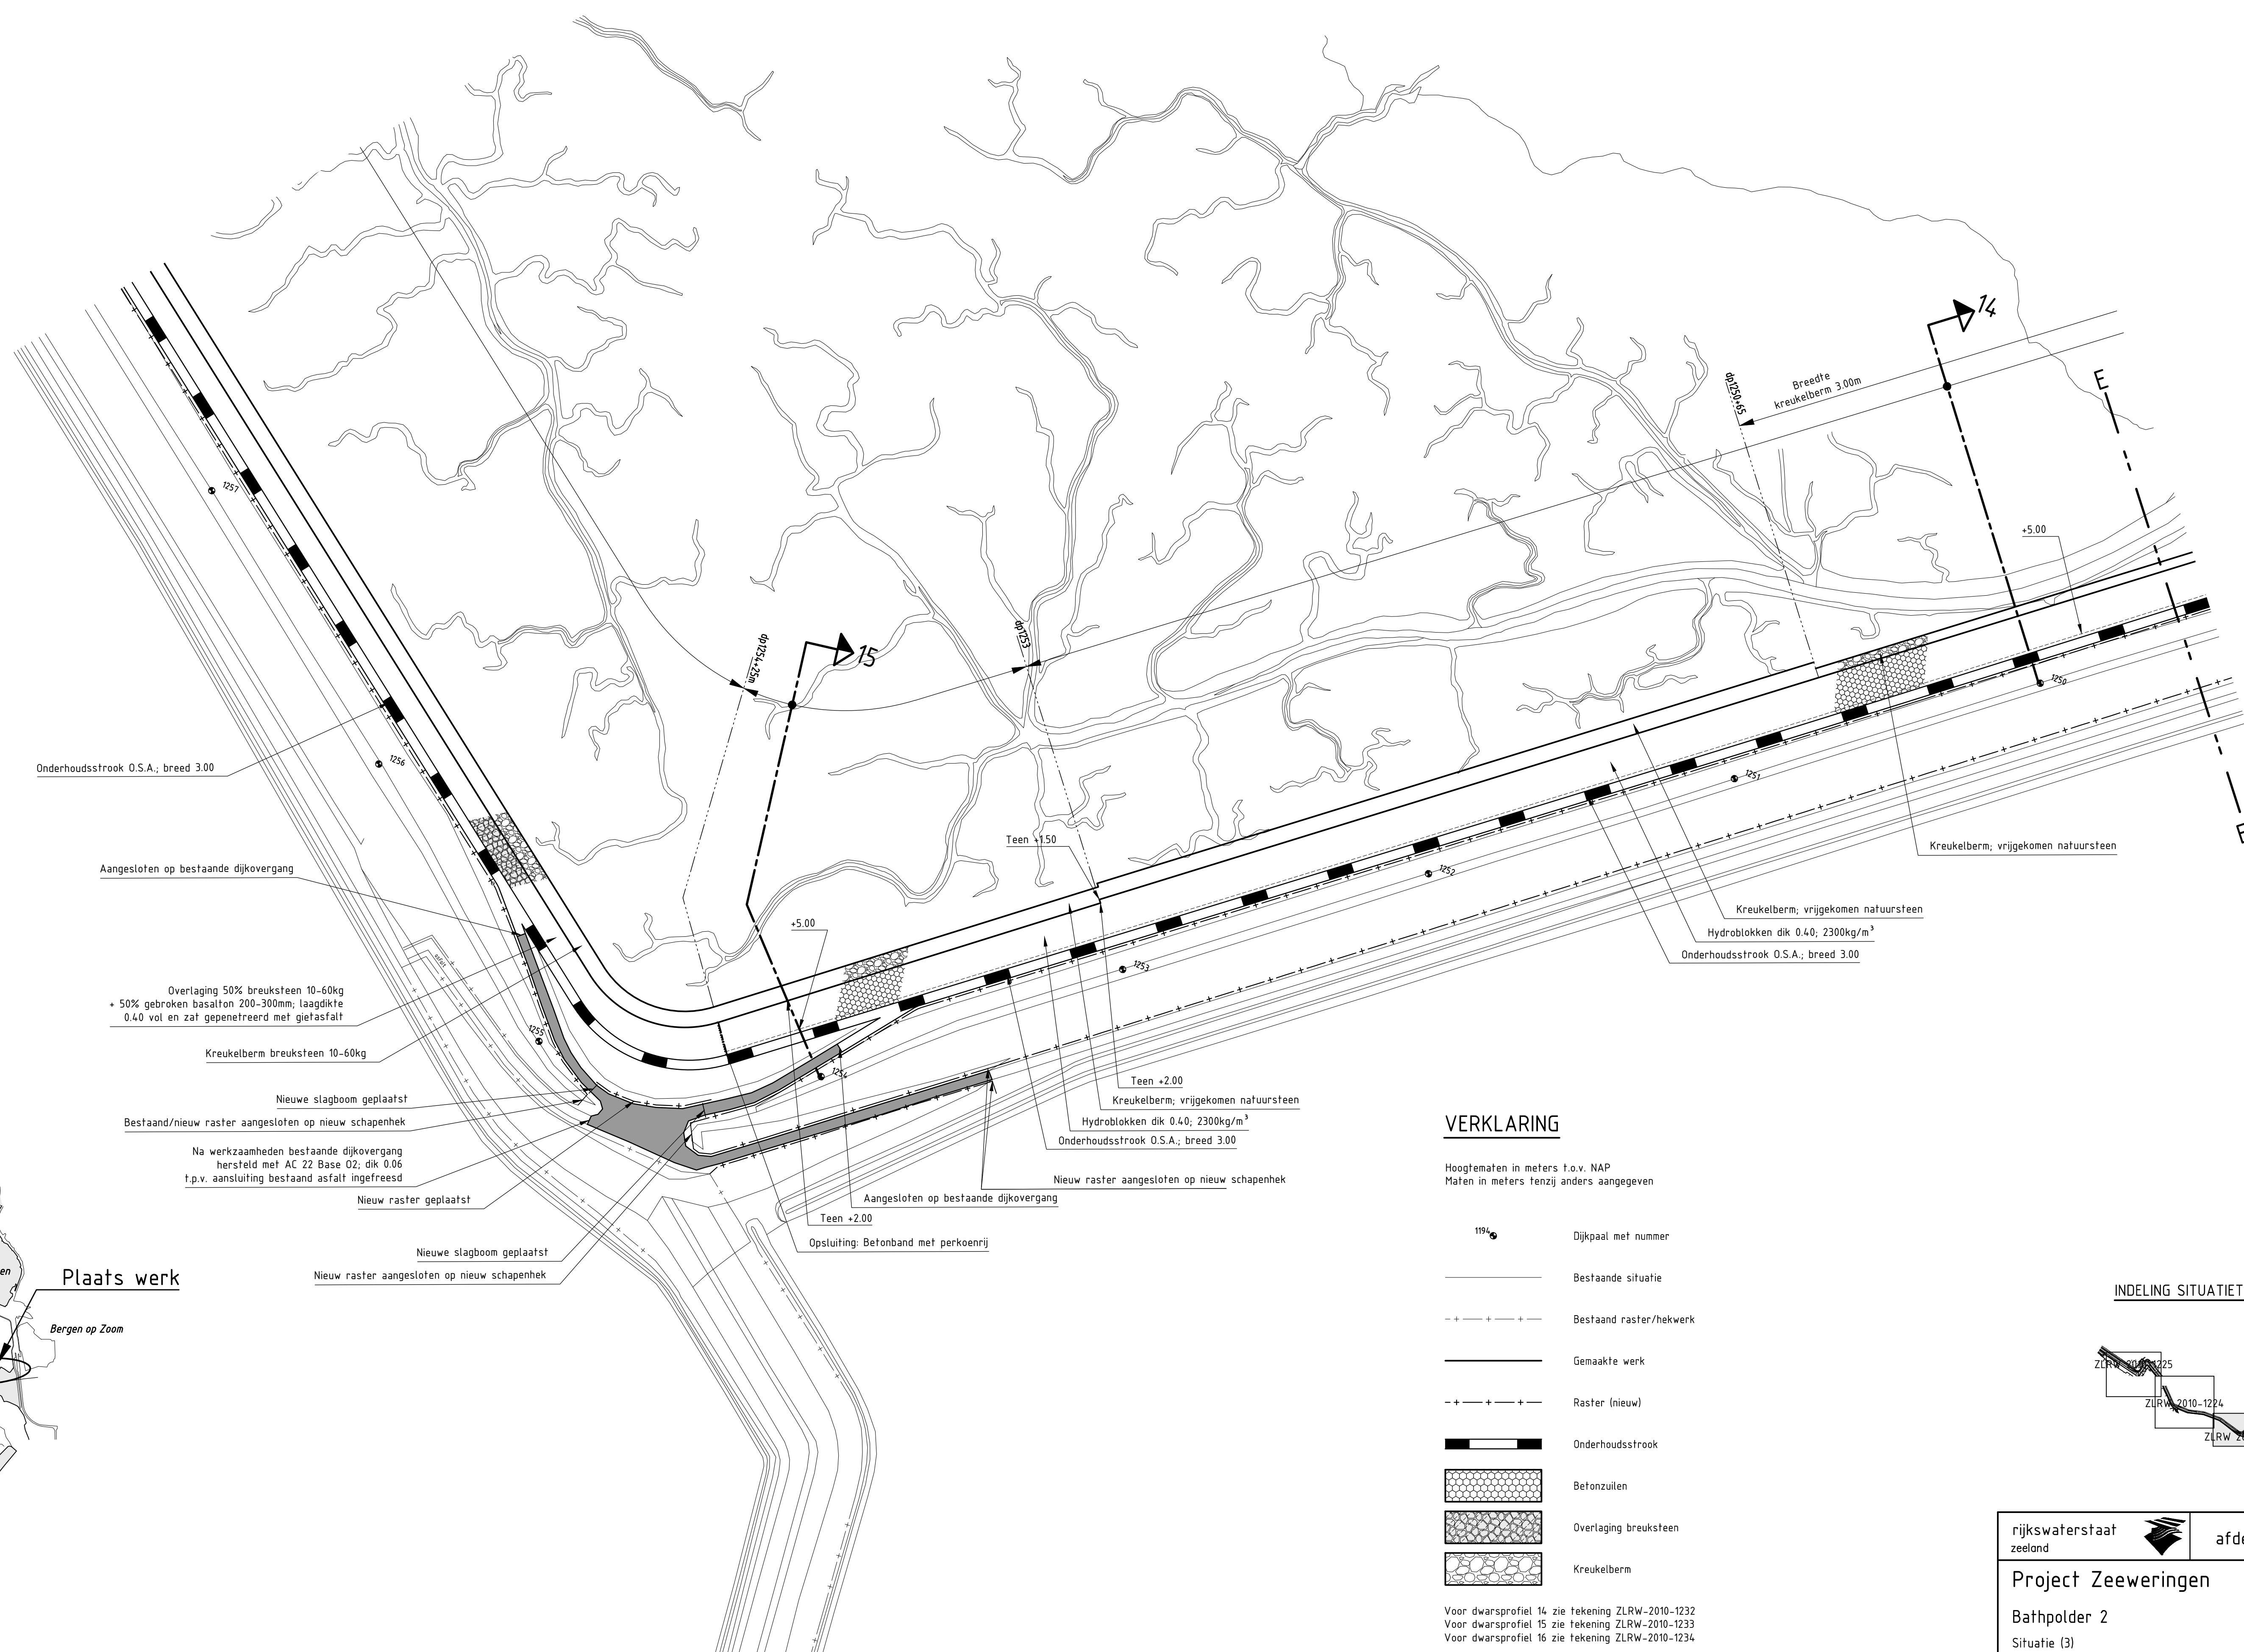 14
E
dp1250+65
Breedte
kreukelberm 3.00m
+5.00
1257
dp1254+25m
15
dp1253
1250
1256
Onderhoudsstrook O.S.A.; breed 3.00
1251
Teen +1.50
Kreukelberm; vrijgekomen natuursteen
1252
Aangesloten op bestaande dijkovergang
Kreukelberm; vrijgekomen natuursteen
Hydroblokken dik 0.40; 2300kg/m³
Onderhoudsstrook O.S.A.; breed 3.00
+5.00
asfalt
1253
Overlaging 50% breuksteen 10-60kg
+ 50% gebroken basalton 200-300mm; laagdikte
0.40 vol en zat gepenetreerd met gietasfalt
1255
Kreukelberm breuksteen 10-60kg
1254
Teen +2.00
Kreukelberm; vrijgekomen natuursteen
Hydroblokken dik 0.40; 2300kg/m³
Onderhoudsstrook O.S.A.; breed 3.00
Nieuwe slagboom geplaatst
Bestaand/nieuw raster aangesloten op nieuw schapenhek
Na werkzaamheden bestaande dijkovergang
hersteld met AC 22 Base O2; dik 0.06
t.p.v. aansluiting bestaand asfalt ingefreesd
Nieuw raster geplaatst
Nieuw raster aangesloten op nieuw schapenhek
Aangesloten op bestaande dijkovergang
Teen +2.00
Opsluiting: Betonband met perkoenrij
Nieuwe slagboom geplaatst
Nieuw raster aangesloten op nieuw schapenhek
Plaats werk
Bergen op Zoom
VERKLARING
Hoogtematen in meters t.o.v. NAP
Maten in meters tenzij anders aangegeven
1194
Dijkpaal met nummer
Bestaande situatie
Bestaand raster/hekwerk
Gemaakte werk
Raster (nieuw)
Onderhoudsstrook
Betonzuilen
Overlaging breuksteen
Kreukelberm
Voor dwarsprofiel 14 zie tekening ZLRW-2010-1232
Voor dwarsprofiel 15 zie tekening ZLRW-2010-1233
Voor dwarsprofiel 16 zie tekening ZLRW-2010-1234
INDELING SITUATIET
ZLRW-2010-1225
ZLRW-2010-1224
ZLRW
rijkswaterstaat
zeeland
afde
Project Zeeweringen
Bathpolder 2
Situatie (3)